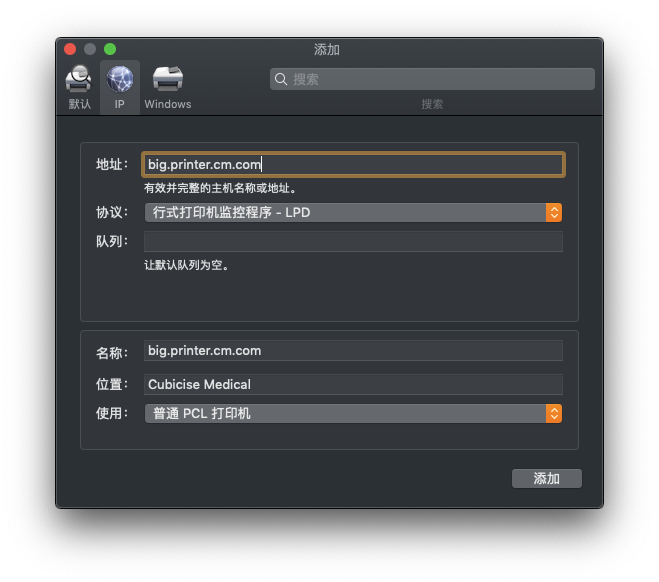 添加
搜索
默认
IP
Windows
搜索
地址: big.printer.cm.com
有效并完整的主机名称或地址。
协议: 行式打印机监控程序 – LPD
队列:
让默认队列为空。
名称: big.printer.cm.com
位置: Cubicise Medical
使用: 普通 PCL 打印机
添加